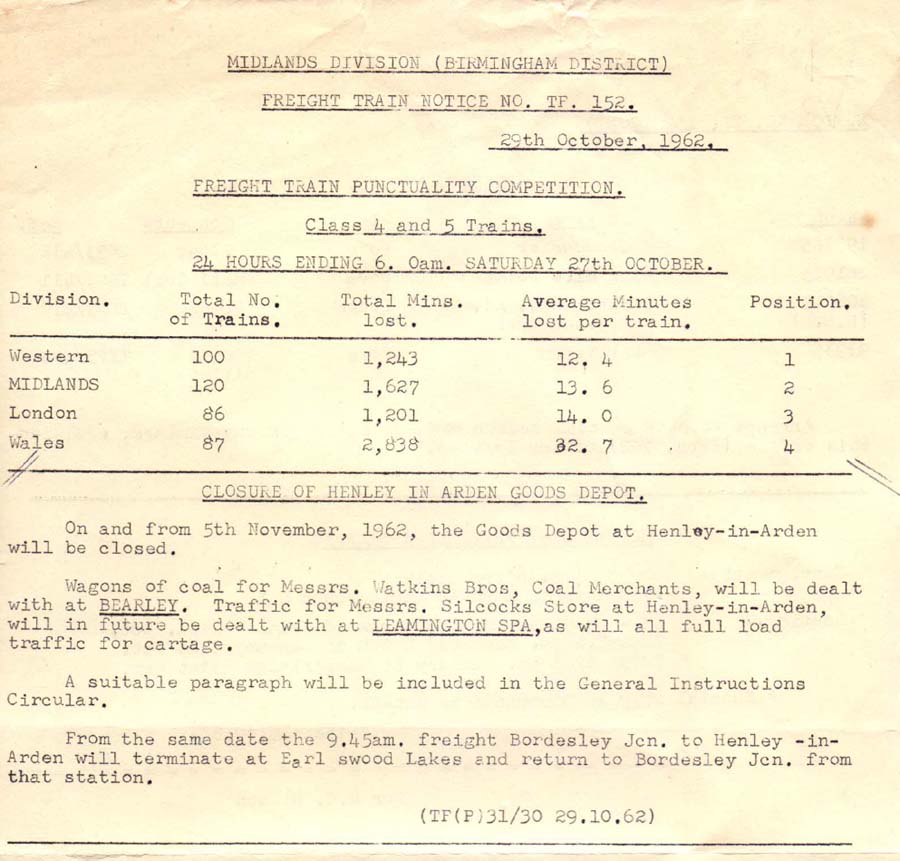 MIDLANDS DIVISION (BIRMINGHAM DISTRICT)
FREIGHT TRAIN NOTICE NO. TF. 152.
29th October, 1962.
FREIGHT TRAIN PUNCTUALITY COMPETITION.
Class 4 and 5 Trains.
24 HOURS ENDING 6. 0am. SATURDAY 27th OCTOBER.
Division. Total No. Total Mins. Average Minutes Position.
of Trains. lost. lost per train.
Western 100 1,243 12. 4 1
MIDLANDS 120 1,627 13. 6 2
London 86 1,201 14. 0 3
Wales 87 2,838 32. 7 4
CLOSURE OF HENLEY IN ARDEN GOODS DEPOT.
On and from 5th November, 1962, the Goods Depot at Henley-in-Arden
will be closed.
Wagons of coal for Messrs. Watkins Bros, Coal Merchants, will be dealt
with at BEARLEY. Traffic for Messrs. Silcocks Store at Henley-in-Arden,
will in future be dealt with at LEAMINGTON SPA,as will all full load
traffic for cartage.
A suitable paragraph will be included in the General Instructions
Circular.
From the same date the 9.45am. freight Bordesley Jcn. to Henley -in-
Arden will terminate at Earl swood Lakes and return to Bordesley Jcn. from
that station.
(TF(P)31/30 29.10.62)